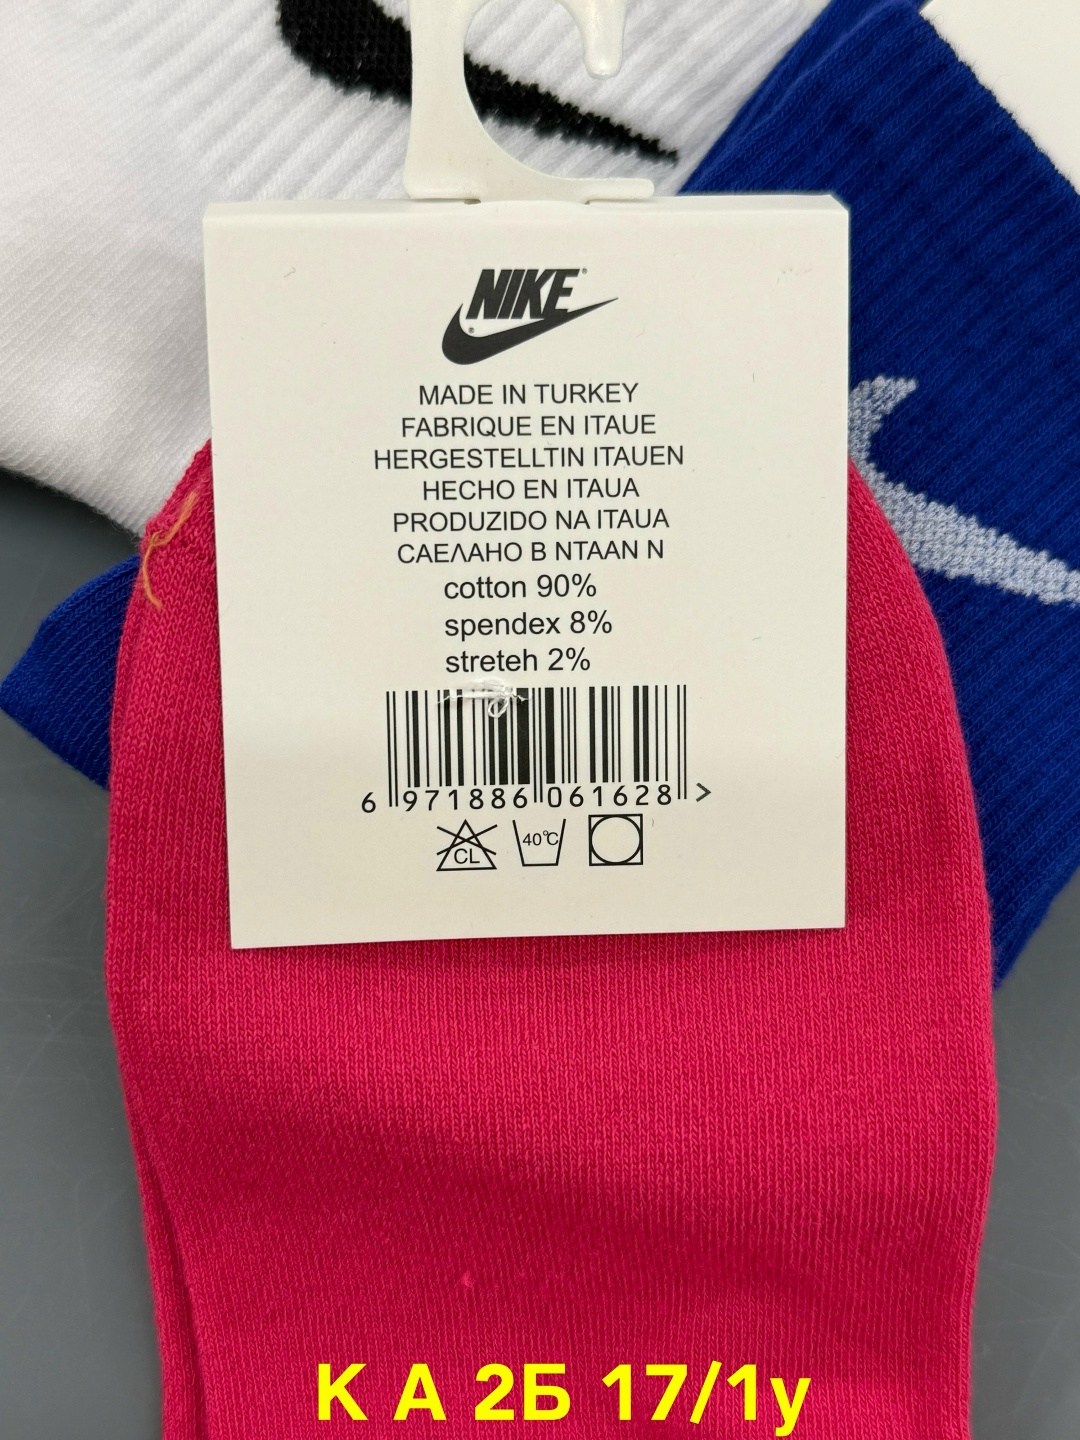 NIKE
MADE IN TURKEY
FABRIQUE EN ITAUE
HERGESTELLTIN ITAUEN
HECHO EN ITAUA
PRODUZIDO NA ITAUA
CAEΛAHO B NTAAN N
cotton 90%
spendex 8%
streteh 2%
6 971886 061628 >
CL 40°C
К А 2Б 17/1у